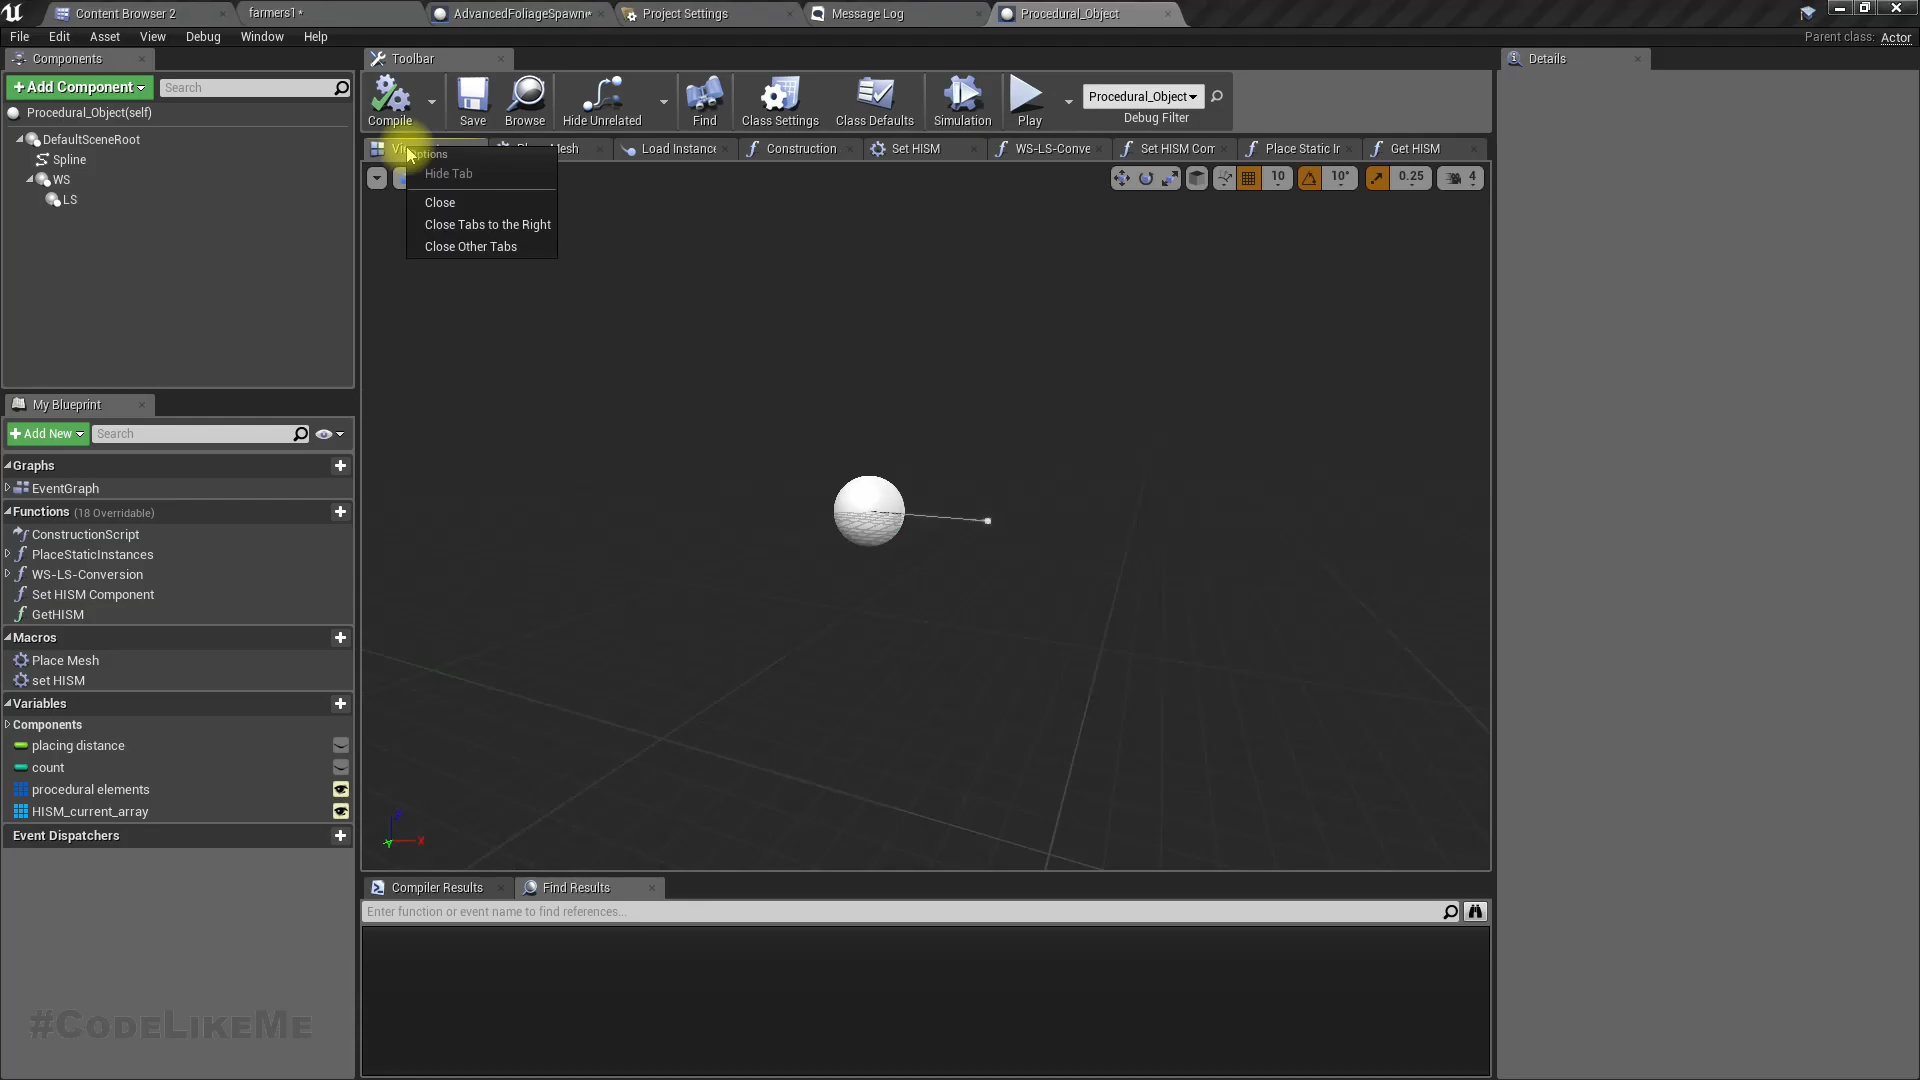 Content Browser 2
farmers1*
AdvancedFoliageSpawn*
Project Settings
Message Log
Procedural_Object
File Edit Asset View Debug Window Help
Parent class: Actor
Components
Toolbar
Details
+Add Component
Search
Procedural_Object(self)
DefaultSceneRoot
Spline
WS
LS
Compile
Save
Browse
Hide Unrelated
Find
Class Settings
Class Defaults
Simulation
Play
Procedural_Object
Debug Filter
Load Instance
Construction
Set HISM
WS-LS-Conve
Set HISM Com
Place Static Ir
Get HISM
Hide Tab
Close
Close Tabs to the Right
Close Other Tabs
10
10°
0.25
4
My Blueprint
+Add New
Search
Graphs
EventGraph
Functions (18 Overridable)
ConstructionScript
PlaceStaticInstances
WS-LS-Conversion
Set HISM Component
GetHISM
Macros
Place Mesh
set HISM
Variables
Components
placing distance
count
procedural elements
HISM_current_array
Event Dispatchers
Z
X
Y
Compiler Results
Find Results
Enter function or event name to find references...
#CodeLikeMe